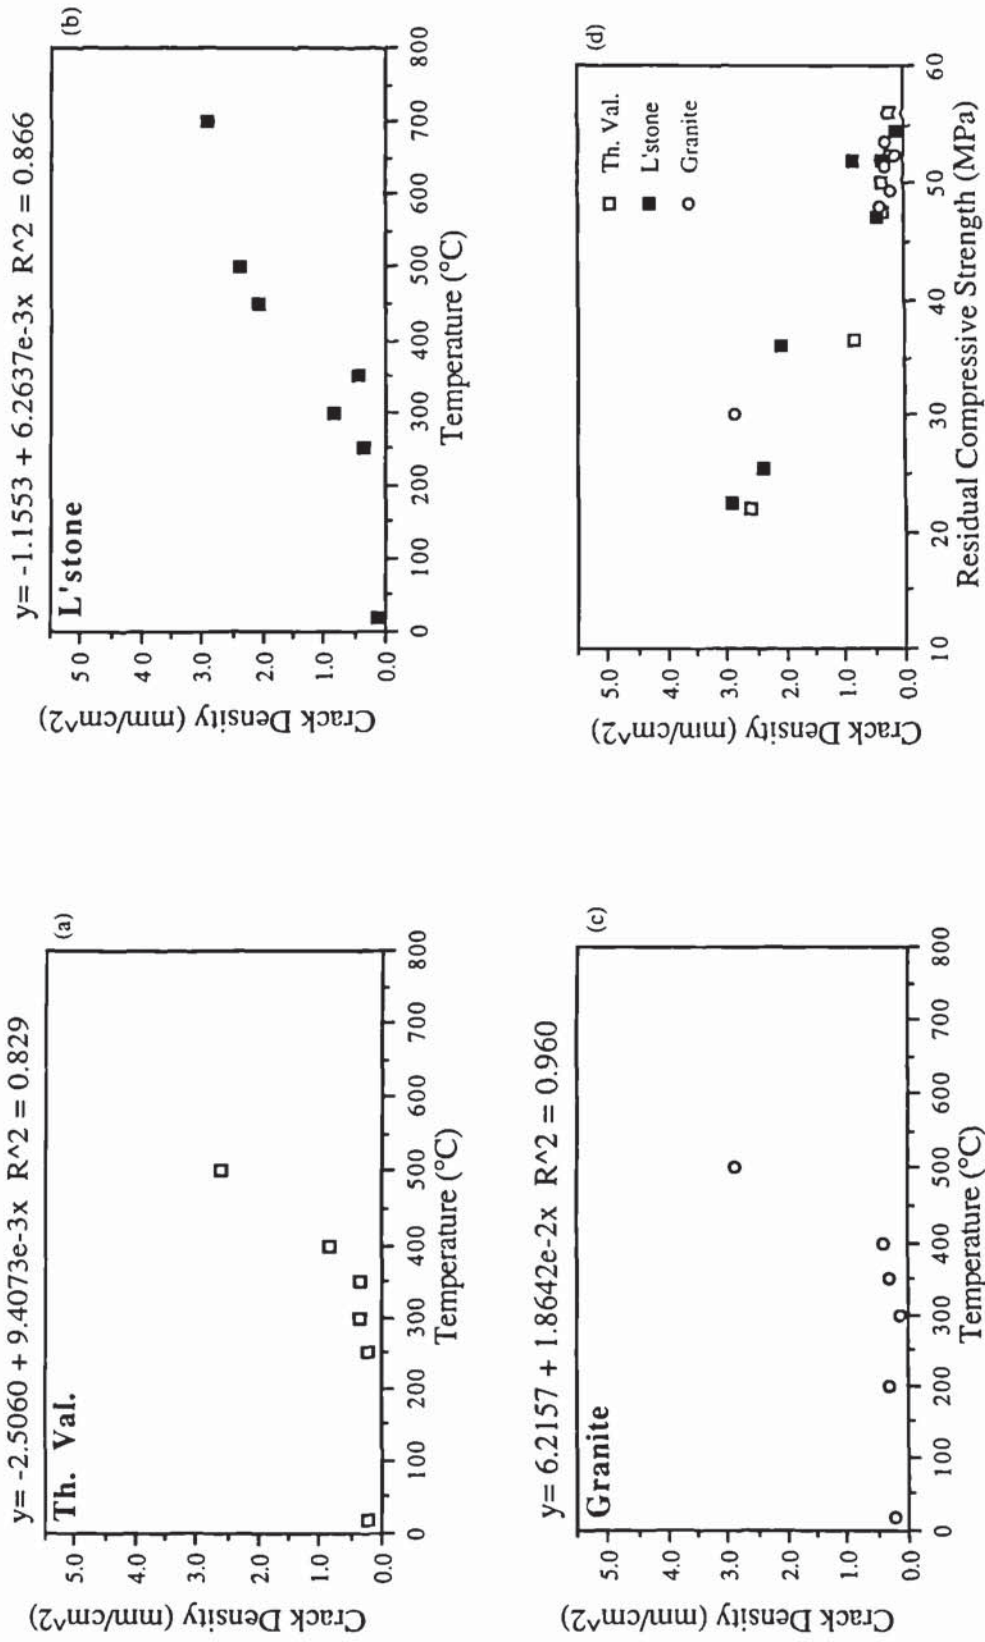 y= -2.5060 + 9.4073e-3x R^2 = 0.829
(a)
Th. Val.
Crack Density (mm/cm^2)
5.0
4.0
3.0
2.0
1.0
0.0
0 100 200 300 400 500 600 700 800
Temperature (°C)
y= -1.1553 + 6.2637e-3x R^2 = 0.866
(b)
L'stone
Crack Density (mm/cm^2)
5.0
4.0
3.0
2.0
1.0
0.0
0 100 200 300 400 500 600 700 800
Temperature (°C)
y= 6.2157 + 1.8642e-2x R^2 = 0.960
(c)
Granite
Crack Density (mm/cm^2)
5.0
4.0
3.0
2.0
1.0
0.0
0 100 200 300 400 500 600 700 800
Temperature (°C)
(d)
Th. Val.
L'stone
Granite
Crack Density (mm/cm^2)
5.0
4.0
3.0
2.0
1.0
0.0
10 20 30 40 50 60
Residual Compressive Strength (MPa)